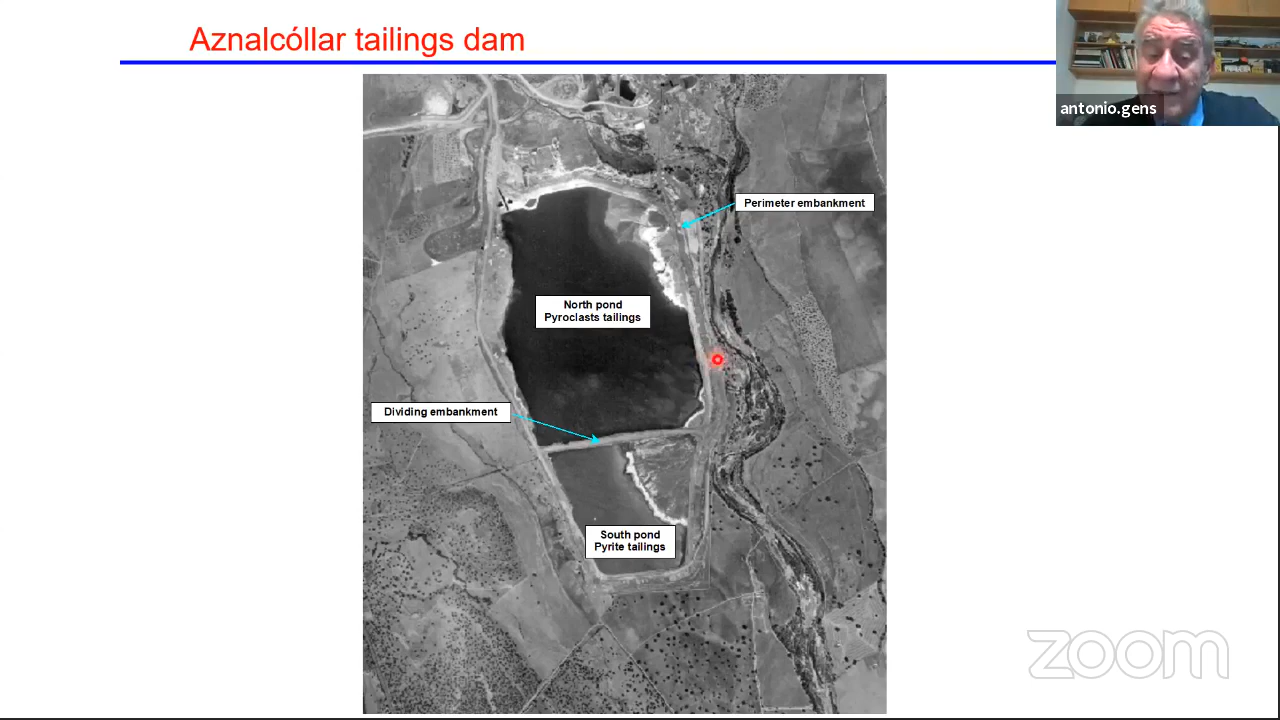 Aznalcóllar tailings dam
antonio.gens
Perimeter embankment
North pond
Pyroclasts tailings
Dividing embankment
South pond
Pyrite tailings
zoom